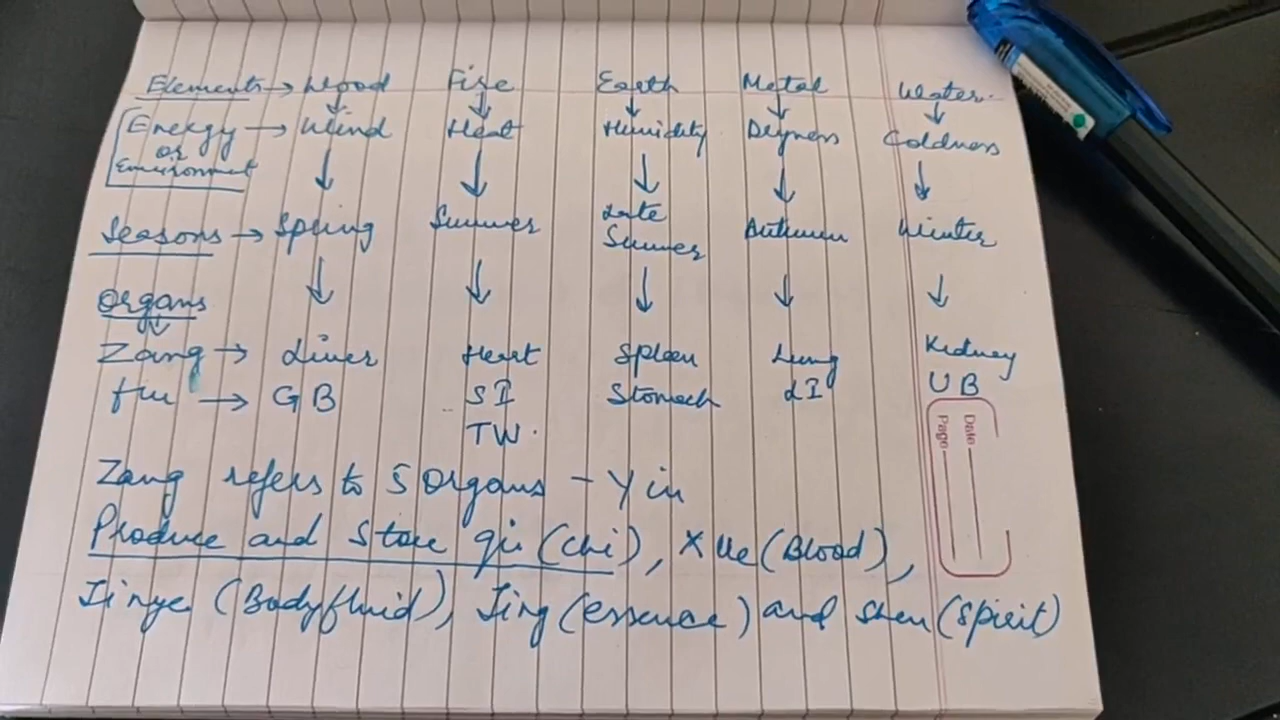 Elements → Wood Fire Earth Metal Water.
Energy → Wind Heat Humidity Dryness Coldness
or
Environmet
Seasons → Spring Summer Late Summer Autumn Winter
Organs
Zang → Liver Heart Spleen Lung Kidney
fu → GB SI Stomach LI UB
TW.
Date
Page
Zang refers to 5 Organs - Yin
Produce and Store qi (chi), Xue (Blood),
Jinye (Bodyfluid), Jing (essence) and shen (spirit)